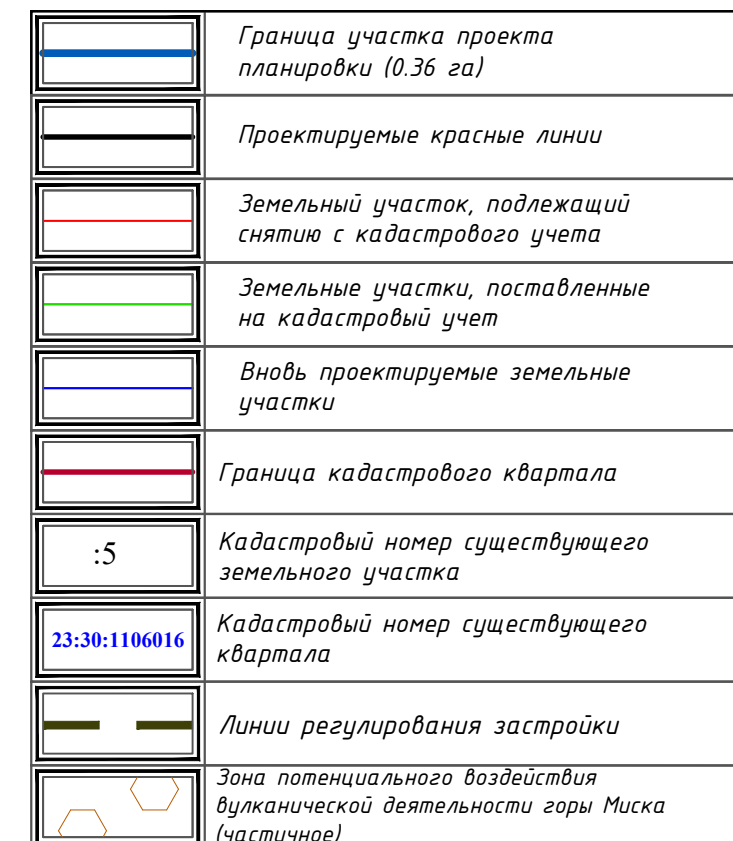 Граница участка проекта
планировки (0.36 га)
Проектируемые красные линии
Земельный участок, подлежащий
снятию с кадастрового учета
Земельные участки, поставленные
на кадастровый учет
Вновь проектируемые земельные
участки
Граница кадастрового квартала
:5
Кадастровый номер существующего
земельного участка
23:30:1106016
Кадастровый номер существующего
квартала
Линии регулирования застройки
Зона потенциального воздействия
вулканической деятельности горы Миска
(частичное)